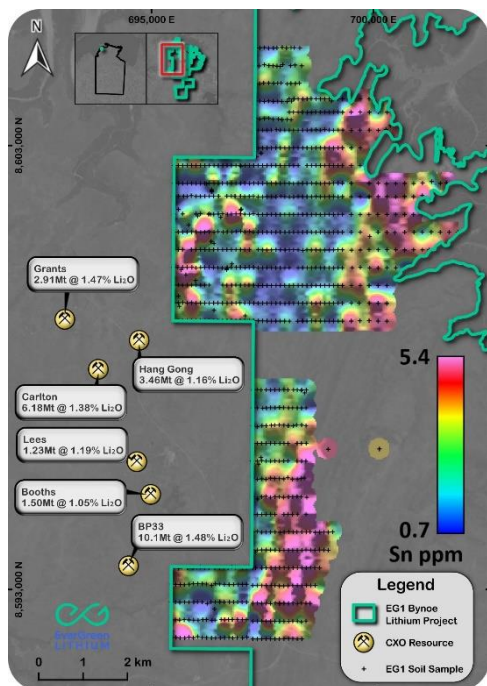 695,000 E
700,000 E
N
8,603,000 N
Grants
2.91Mt @ 1.47% Li₂O
Hang Gong
3.46Mt @ 1.16% Li₂O
Carlton
6.18Mt @ 1.38% Li₂O
Lees
1.23Mt @ 1.19% Li₂O
Booths
1.50Mt @ 1.05% Li₂O
BP33
10.1Mt @ 1.48% Li₂O
5.4
0.7
Sn ppm
8,593,000 N
EverGreen
LITHIUM
0 1 2 km
Legend
EG1 Bynoe
Lithium Project
CXO Resource
EG1 Soil Sample